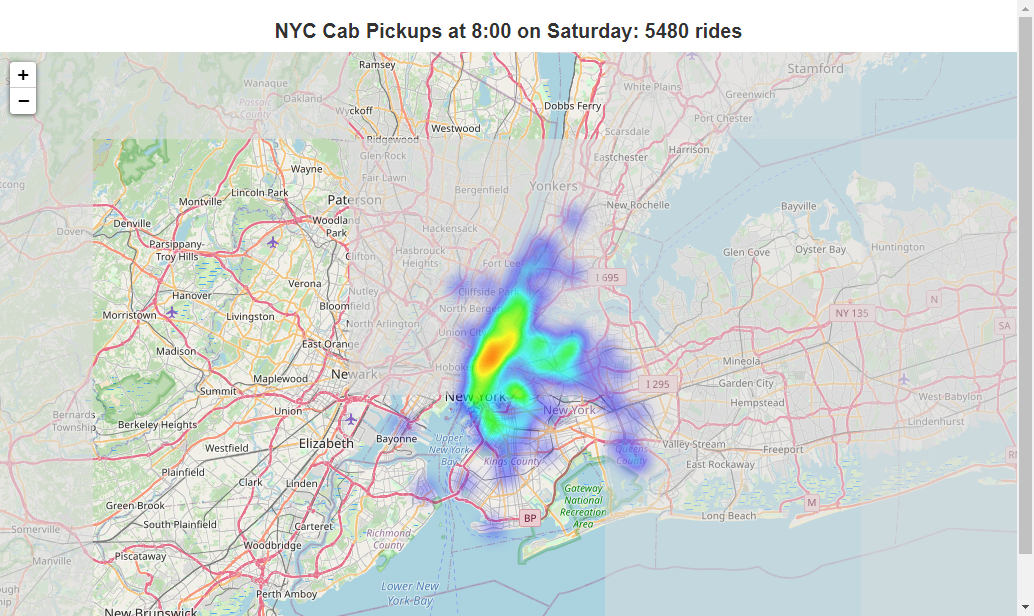 NYC Cab Pickups at 8:00 on Saturday: 5480 rides
+
−
Ramsey
Stamford
Wanaque
Oakland
Passaic
County
Wyckoff
Dobbs Ferry
White Plains
Greenwich
Port Chester
Westwood
Scarsdale
Ridgewood
Glen Rock
Eastchester
Harrison
Wayne
Fair Lawn
Bergenfield
Yonkers
Lincoln Park
Montville
Paterson
New Rochelle
Bayville
Denville
Woodland
Park
Hackensack
Dover
Parsippany-
Troy Hills
Clifton
Hasbrouck
Heights
Fort Lee
Glen Cove
Oyster Bay
Huntington
I 695
Verona
Nutley
Cliffside Park
Hanover
Bloomfield
North Bergen
N
Morristown
Livingston
North Arlington
Union City
NY 135
SA
East Orange
Madison
Mineola
Newark
Hoboken
Maplewood
I 295
Garden City
Summit
New York
West Babylon
Union
New York
Hempstead
Bernards
Township
Berkeley Heights
Lindenhurst
Elizabeth
Bayonne
Upper
New York
Bay
Westfield
Valley Stream
Freeport
Queens
County
Kings County
East Rockaway
Plainfield
Clark
Linden
Gateway
National
Recreation
Area
Green Brook
M
South Plainfield
BP
Long Beach
Carteret
Somerville
Richmond
County
Woodbridge
Piscataway
Manville
Perth Amboy
Lower New
York Bay
New Brunswick